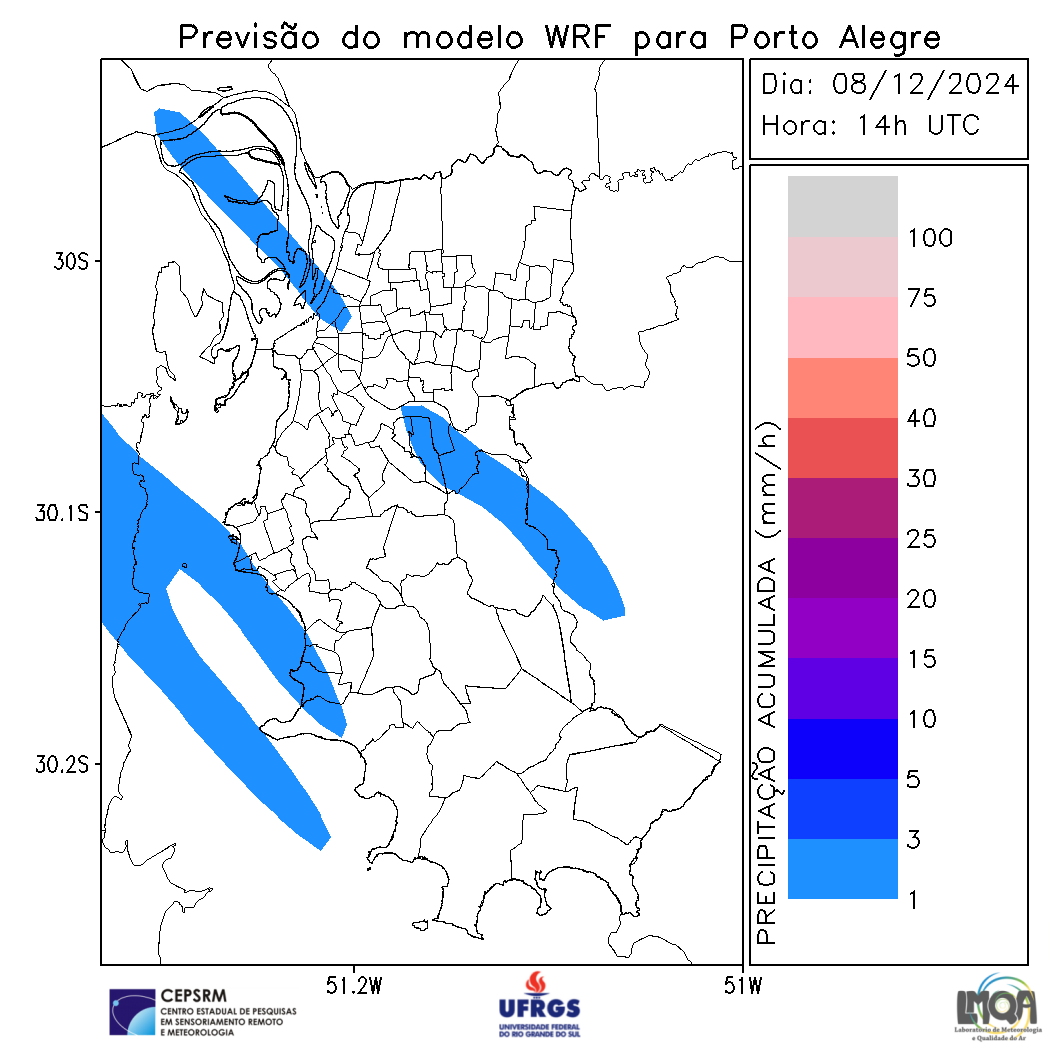 Previsão do modelo WRF para Porto Alegre
Dia: 08/12/2024
Hora: 14h UTC
30S
30.1S
30.2S
51.2W
51W
PRECIPITAÇÃO ACUMULADA (mm/h)
100
75
50
40
30
25
20
15
10
5
3
1
CEPSRM
CENTRO ESTADUAL DE PESQUISAS
EM SENSORIAMENTO REMOTO
E METEOROLOGIA
UFRGS
UNIVERSIDADE FEDERAL
DO RIO GRANDE DO SUL
LMQA
Laboratório de Meteorologia
e Qualidade do Ar